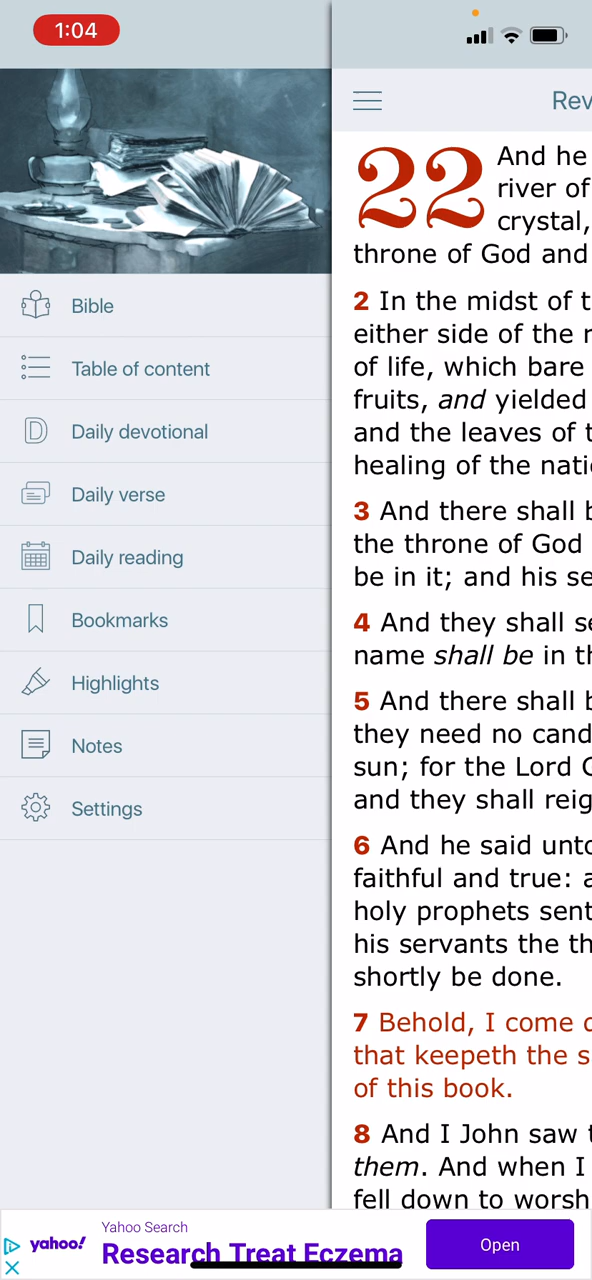 1:04
Bible
Table of content
Daily devotional
Daily verse
Daily reading
Bookmarks
Highlights
Notes
Settings
Rev
22 And he
river of
crystal,
throne of God and
2 In the midst of t
either side of the r
of life, which bare
fruits, and yielded
and the leaves of t
healing of the nati
3 And there shall b
the throne of God
be in it; and his se
4 And they shall se
name shall be in th
5 And there shall b
they need no cand
sun; for the Lord G
and they shall reig
6 And he said unto
faithful and true: a
holy prophets sent
his servants the th
shortly be done.
7 Behold, I come q
that keepeth the s
of this book.
8 And I John saw t
them. And when I
fell down to worsh
Yahoo Search
yahoo!
Research Treat Eczema
Open